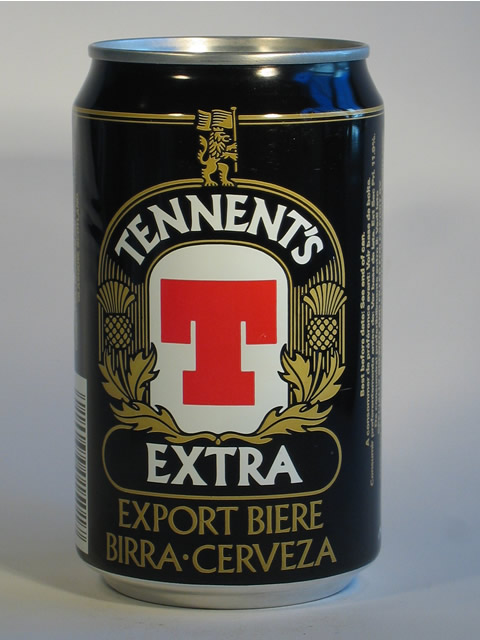 TENNENT'S
T
EXTRA
EXPORT BIERE
BIRRA·CERVEZA
Best before date: See end of can.